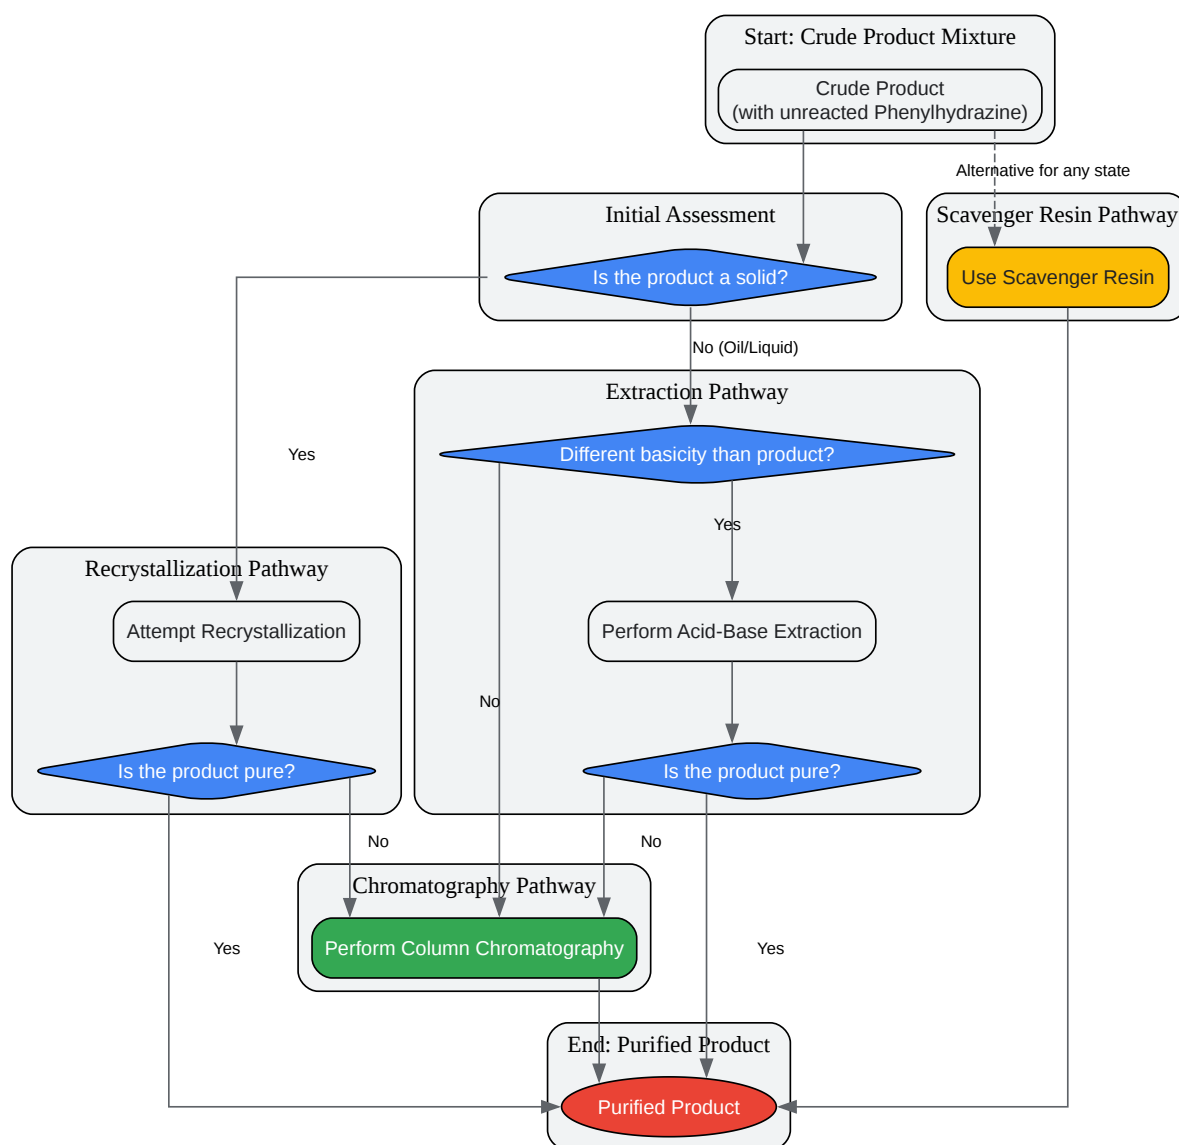 Start: Crude Product Mixture
Crude Product
(with unreacted Phenylhydrazine)
Alternative for any state
Initial Assessment
Scavenger Resin Pathway
Is the product a solid?
Use Scavenger Resin
No (Oil/Liquid)
Extraction Pathway
Yes
Different basicity than product?
Yes
Recrystallization Pathway
Attempt Recrystallization
Perform Acid-Base Extraction
No
Is the product pure?
Is the product pure?
No
No
Chromatography Pathway
Yes
Perform Column Chromatography
Yes
End: Purified Product
Purified Product